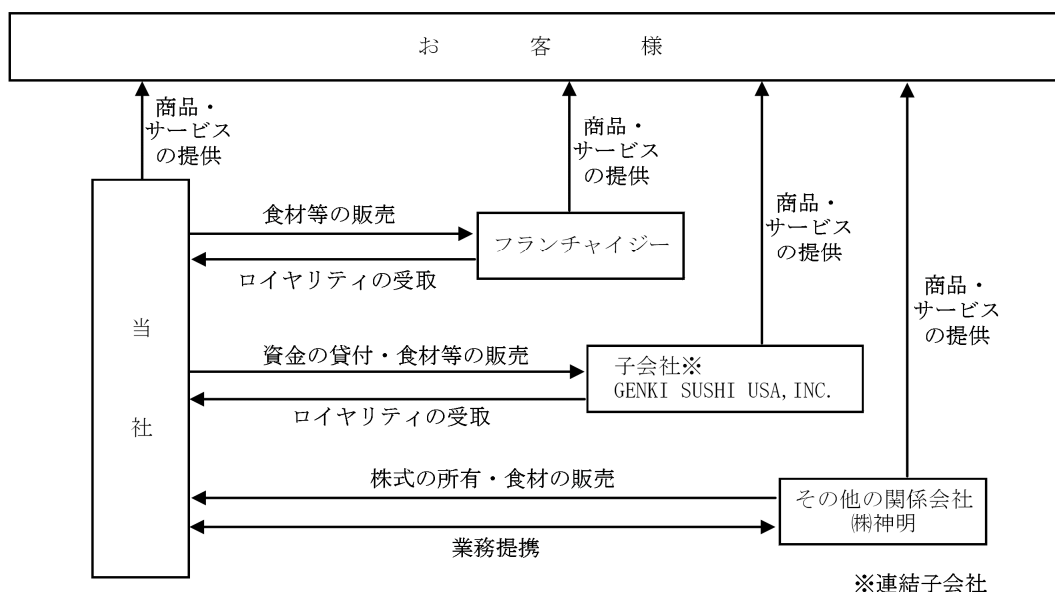 お客様
商品・
サービス
の提供
商品・
サービス
の提供
商品・
サービス
の提供
商品・
サービス
の提供
当社
食材等の販売
フランチャイジー
ロイヤリティの受取
資金の貸付・食材等の販売
子会社※
GENKI SUSHI USA,INC.
ロイヤリティの受取
株式の所有・食材の販売
その他の関係会社
㈱神明
業務提携
※連結子会社